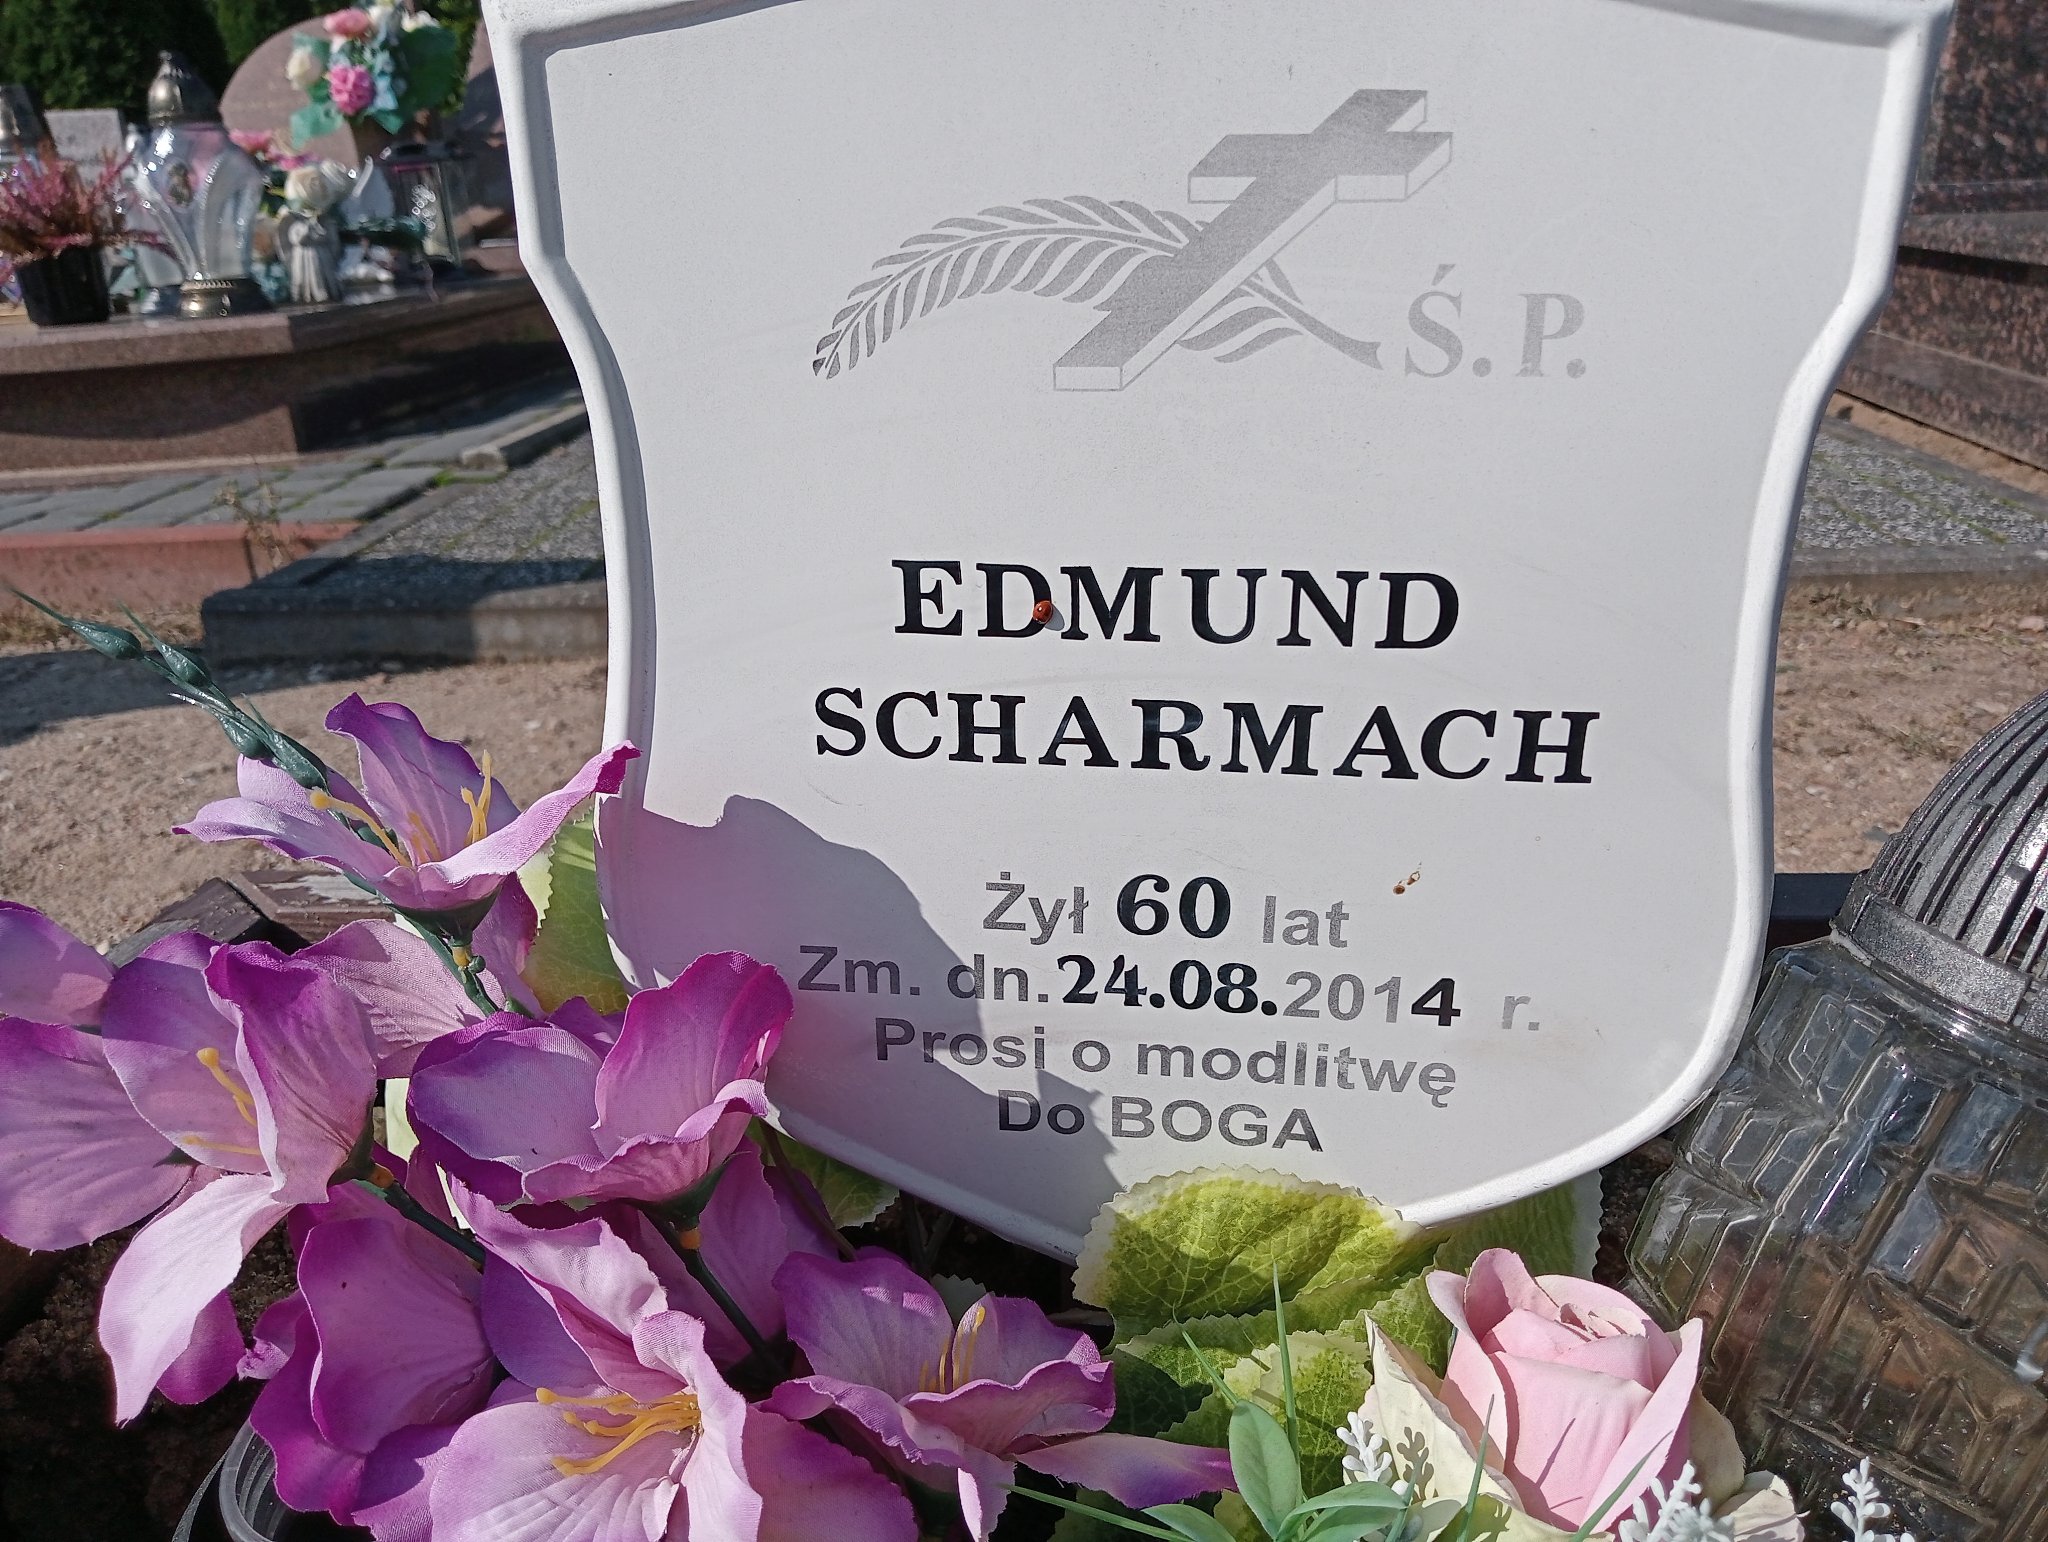 Ś. P.
EDMUND
SCHARMACH
Żył 60 lat
Zm. dn. 24.08.2014 r.
Prosi o modlitwę
Do BOGA